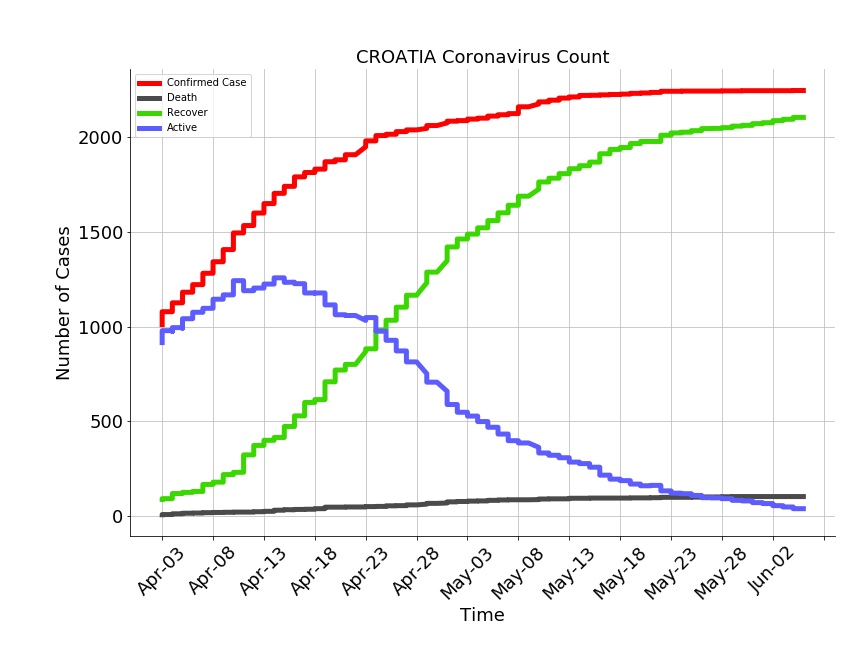 CROATIA Coronavirus Count
Confirmed Case
Death
Recover
Active
Number of Cases
2000
1500
1000
500
0
Apr-03
Apr-08
Apr-13
Apr-18
Apr-23
Apr-28
May-03
May-08
May-13
May-18
May-23
May-28
Jun-02
Time